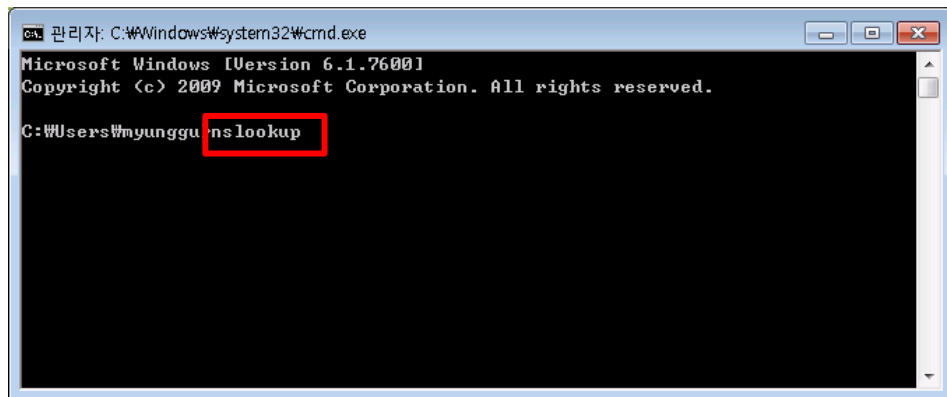 관리자: C:₩Windows₩system32₩cmd.exe
Microsoft Windows [Version 6.1.7600]
Copyright (c) 2009 Microsoft Corporation. All rights reserved.
C:₩Users₩myunggu>nslookup